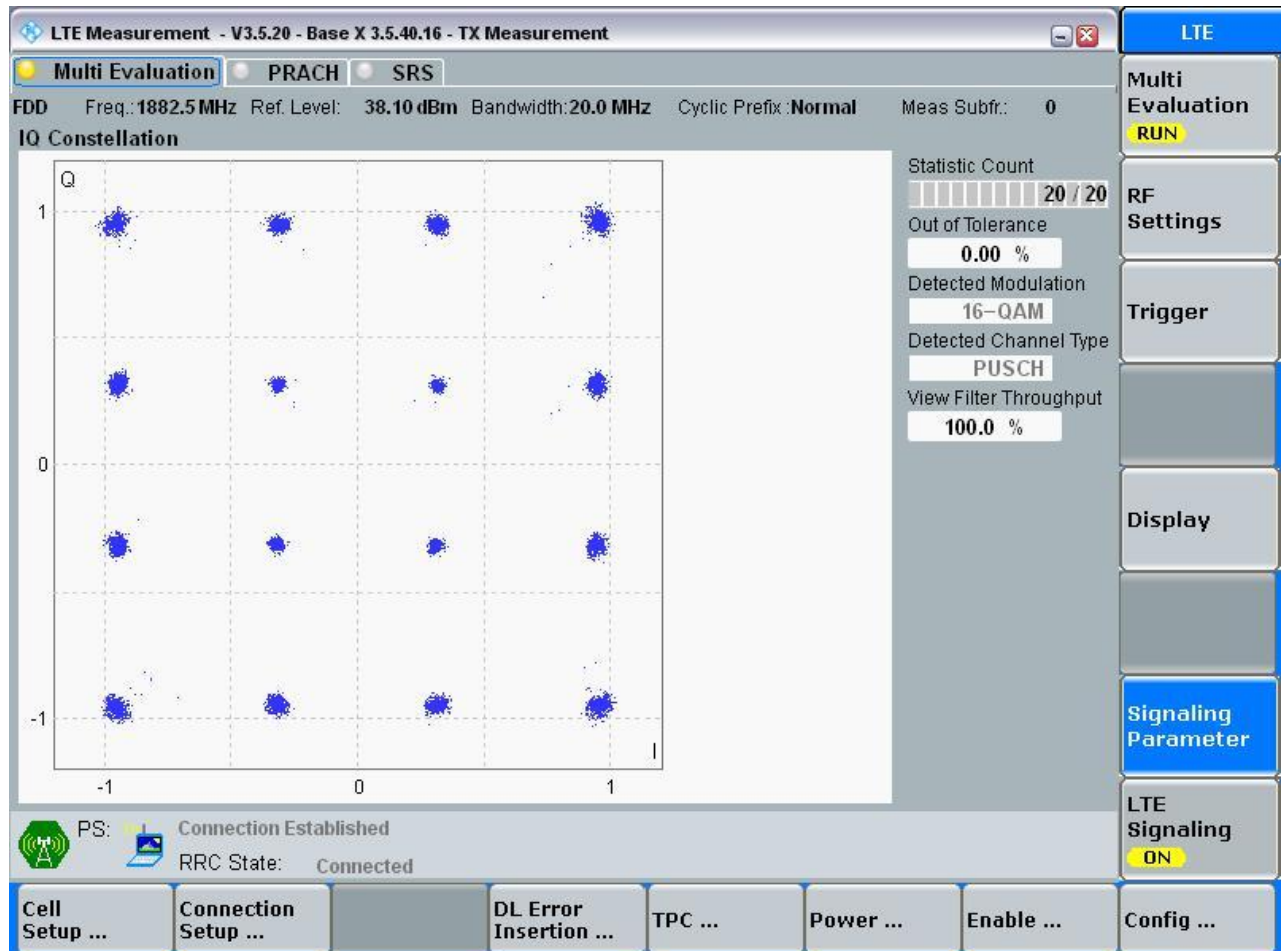 LTE Measurement - V3.5.20 - Base X 3.5.40.16 - TX Measurement
LTE
Multi Evaluation PRACH SRS
FDD Freq.: 1882.5 MHz Ref. Level: 38.10 dBm Bandwidth: 20.0 MHz Cyclic Prefix : Normal Meas Subfr.: 0
IQ Constellation
Q
1
0
-1
I
-1 0 1
Statistic Count
20 / 20
Out of Tolerance
0.00 %
Detected Modulation
16-QAM
Detected Channel Type
PUSCH
View Filter Throughput
100.0 %
Multi
Evaluation
RUN
RF
Settings
Trigger
Display
Signaling
Parameter
LTE
Signaling
ON
PS: Connection Established
RRC State: Connected
Cell
Setup ...
Connection
Setup ...
DL Error
Insertion ...
TPC ...
Power ...
Enable ...
Config ...